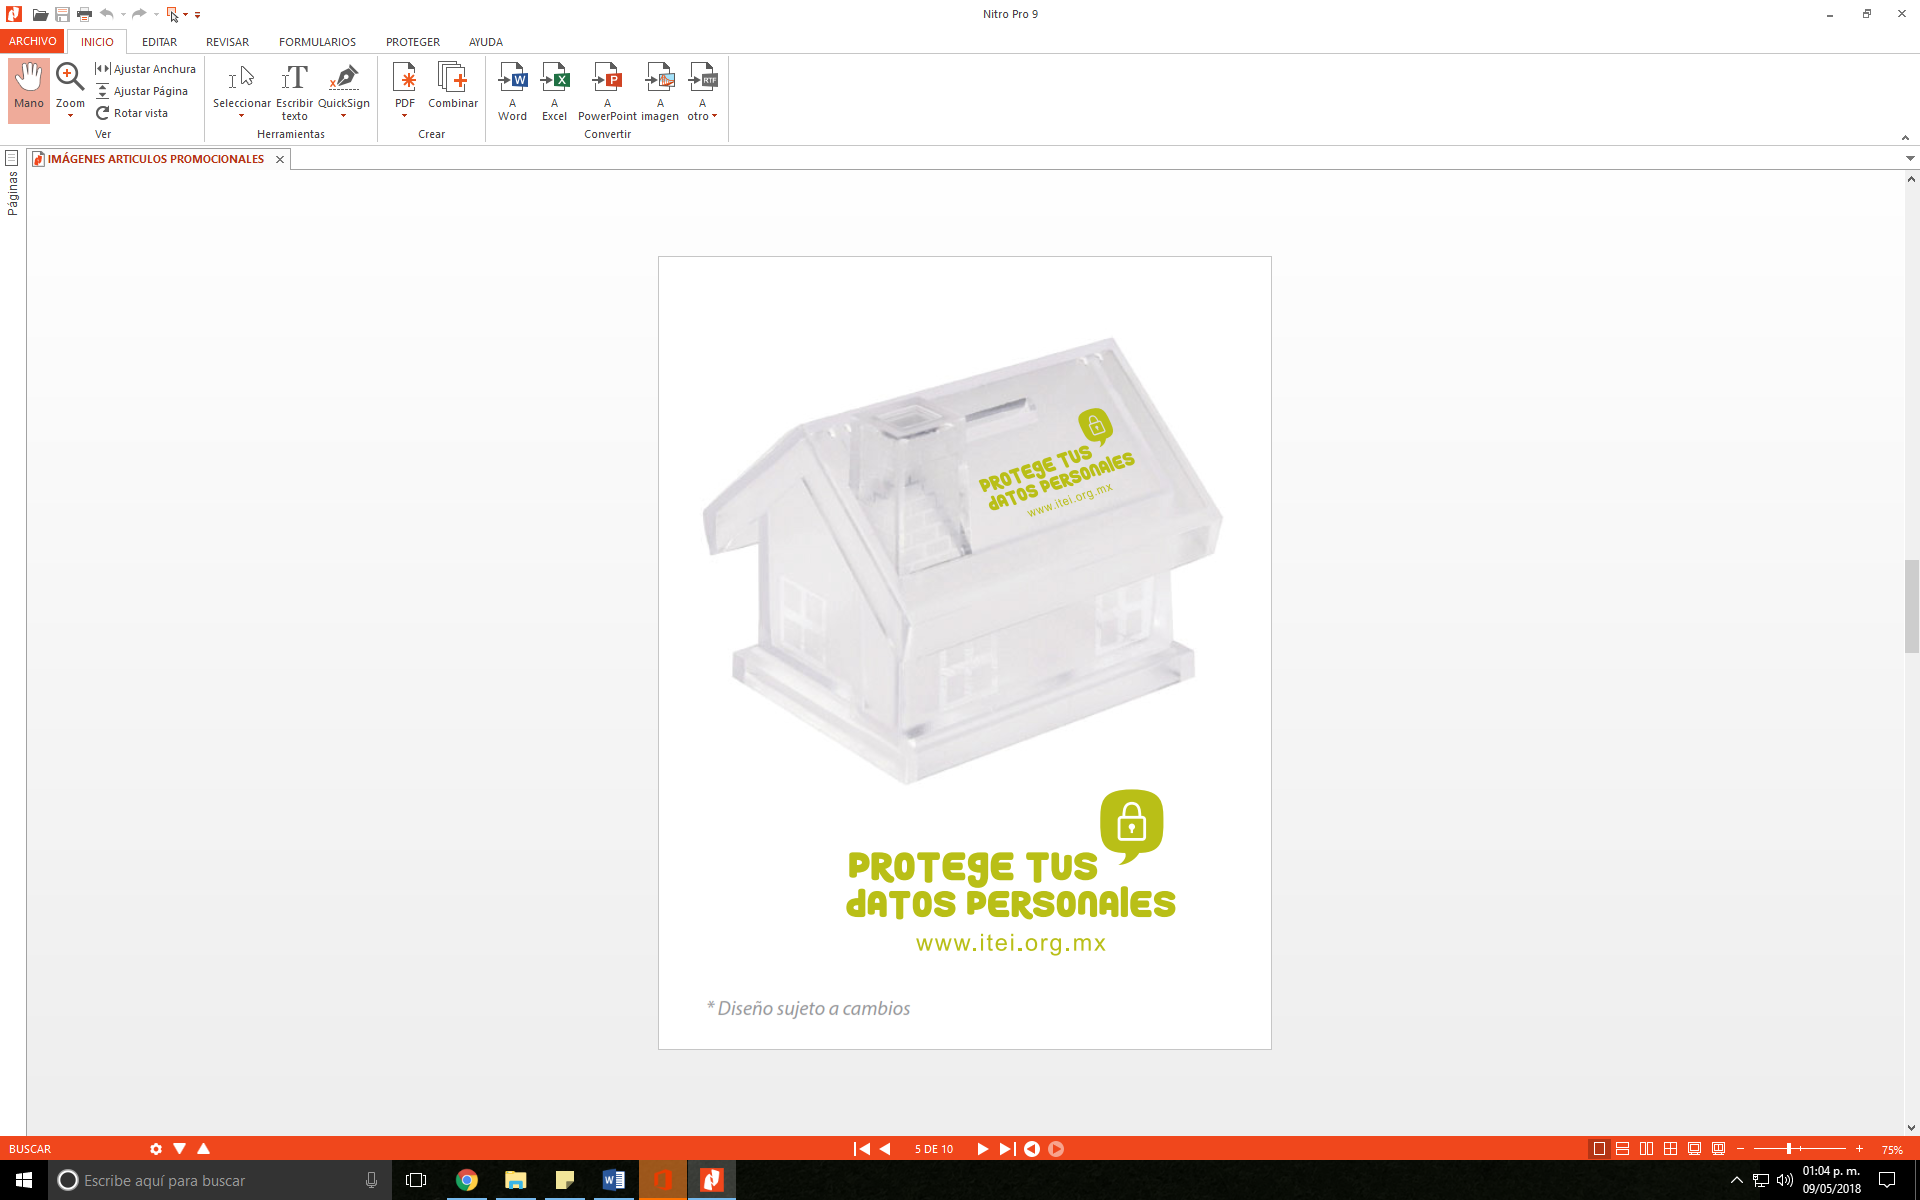 Nitro Pro 9
ARCHIVO INICIO EDITAR REVISAR FORMULARIOS PROTEGER AYUDA
Mano
Zoom
Ajustar Anchura
Ajustar Página
Rotar vista
Ver
Seleccionar
Escribir
texto
QuickSign
Herramientas
PDF
Combinar
Crear
A
Word
A
Excel
A
PowerPoint
A
imagen
A
otro
Convertir
IMÁGENES ARTICULOS PROMOCIONALES
Páginas
PROTEGE TUS
dATOS PERSONAlES
www.itei.org.mx
PROTEGE TUS
dATOS PERSONAlES
www.itei.org.mx
* Diseño sujeto a cambios
BUSCAR
5 DE 10
75%
Escribe aquí para buscar
01:04 p. m.
09/05/2018